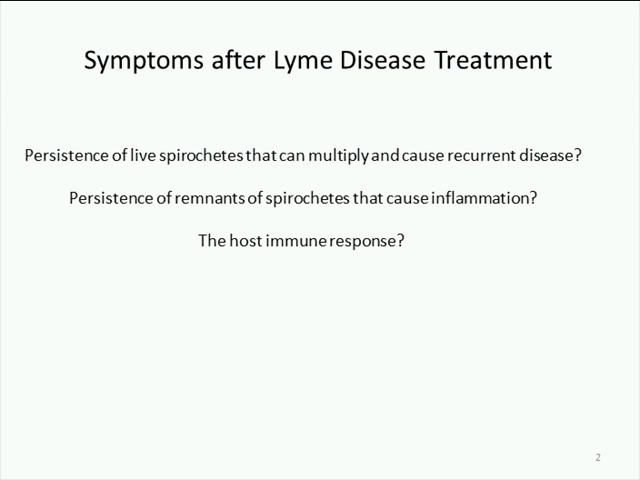 Symptoms after Lyme Disease Treatment
Persistence of live spirochetes that can multiply and cause recurrent disease?
Persistence of remnants of spirochetes that cause inflammation?
The host immune response?
2